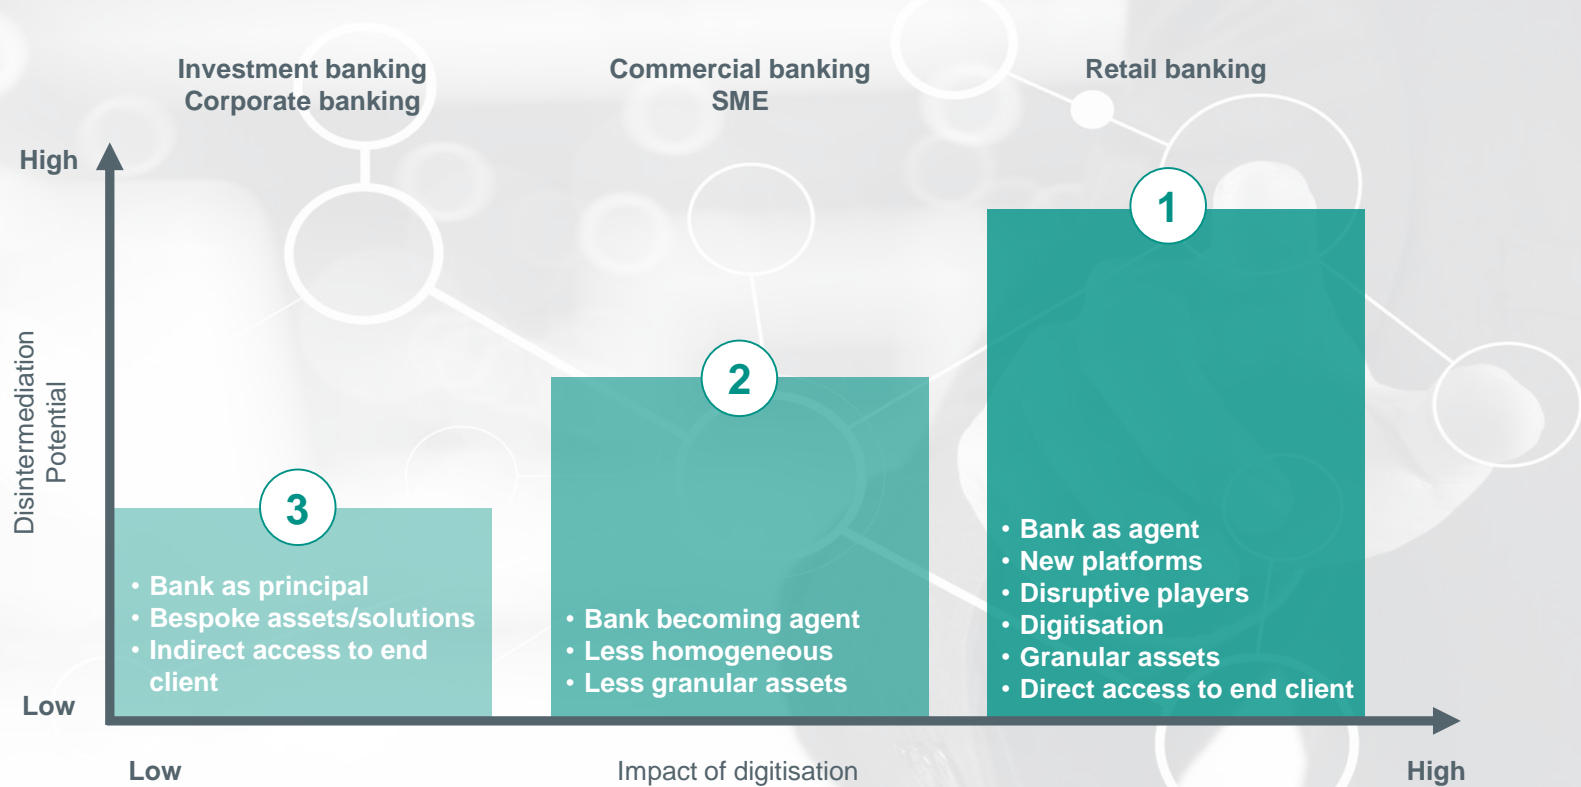 Investment banking
Corporate banking
Commercial banking
SME
Retail banking
High
Disintermediation
Potential
Low
3
• Bank as principal
• Bespoke assets/solutions
• Indirect access to end
client
2
• Bank becoming agent
• Less homogeneous
• Less granular assets
1
• Bank as agent
• New platforms
• Disruptive players
• Digitisation
• Granular assets
• Direct access to end client
Low
Impact of digitisation
High